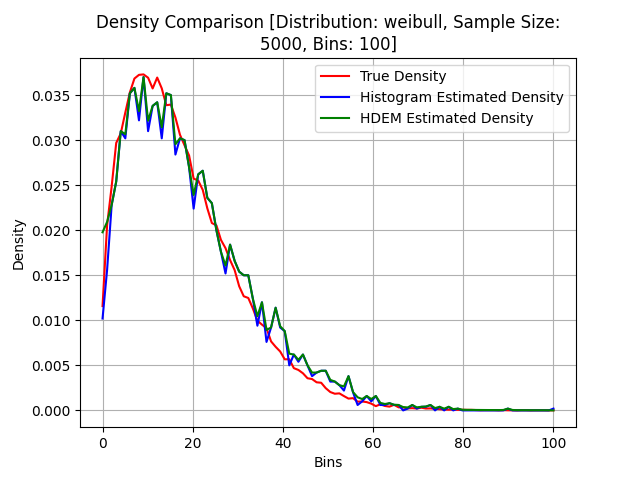 Density Comparison [Distribution: weibull, Sample Size:
5000, Bins: 100]
True Density
Histogram Estimated Density
HDEM Estimated Density
Density
0.035
0.030
0.025
0.020
0.015
0.010
0.005
0.000
0
20
40
60
80
100
Bins